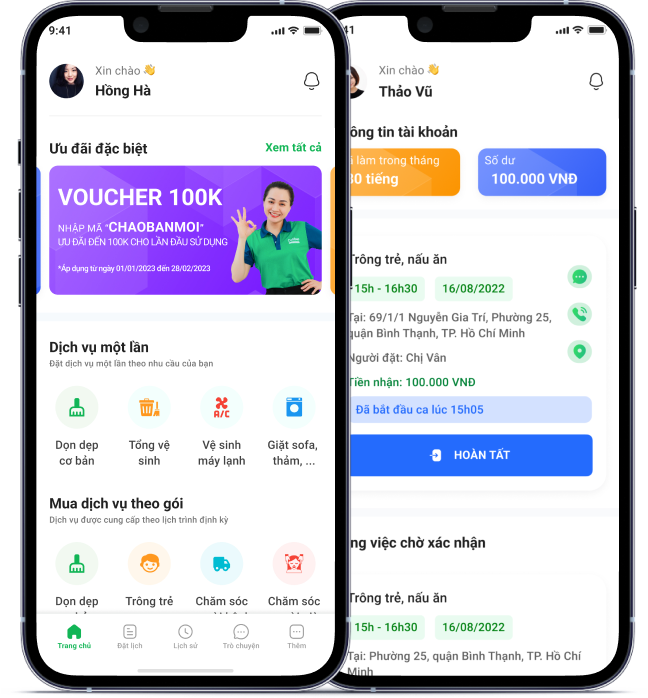 9:41
Xin chào 👋
Hồng Hà
Ưu đãi đặc biệt
Xem tất cả
VOUCHER 100K
NHẬP MÃ "CHAOBANMOI"
ƯU ĐÃI ĐẾN 100K CHO LẦN ĐẦU SỬ DỤNG
*Áp dụng từ ngày 01/01/2023 đến 28/02/2023
Dịch vụ một lần
Đặt dịch vụ một lần theo nhu cầu của bạn
Dọn dẹp
cơ bản
Tổng vệ
sinh
A/C
Vệ sinh
máy lạnh
Giặt sofa,
thảm, ...
Mua dịch vụ theo gói
Dịch vụ được cung cấp theo lịch trình định kỳ
Dọn dẹp
Trông trẻ
Chăm sóc
Chăm sóc
Trang chủ
Đặt lịch
Lịch sử
Trò chuyện
Thêm
41
Xin chào 👋
Thảo Vũ
ông tin tài khoản
làm trong tháng
30 tiếng
Số dư
100.000 VNĐ
Trông trẻ, nấu ăn
15h - 16h30
16/08/2022
Tại: 69/1/1 Nguyễn Gia Trí, Phường 25,
quận Bình Thạnh, TP. Hồ Chí Minh
Người đặt: Chị Vân
Tiền nhận: 100.000 VNĐ
Đã bắt đầu ca lúc 15h05
HOÀN TẤT
ng việc chờ xác nhận
Trông trẻ, nấu ăn
15h - 16h30
16/08/2022
Tại: Phường 25, quận Bình Thạnh, TP. Hồ Chí
Minh